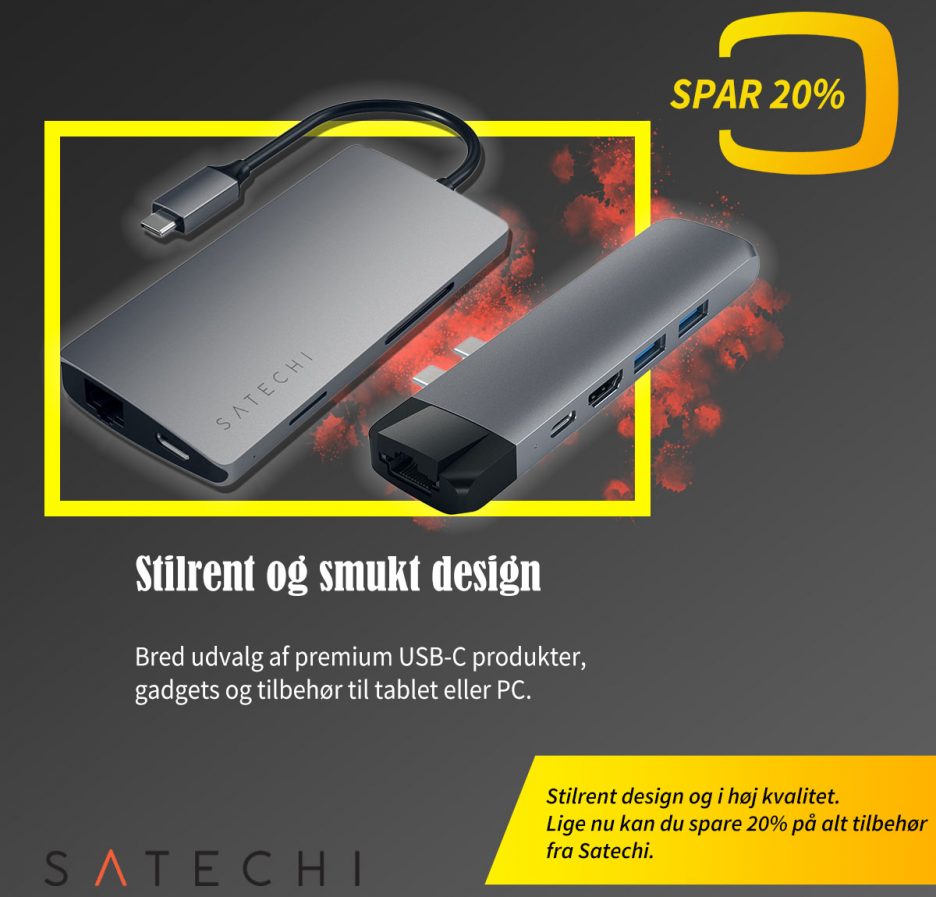 SPAR 20%
SATECHI
Stilrent og smukt design
Bred udvalg af premium USB-C produkter,
gadgets og tilbehør til tablet eller PC.
Stilrent design og i høj kvalitet.
Lige nu kan du spare 20% på alt tilbehør
fra Satechi.
SATECHI